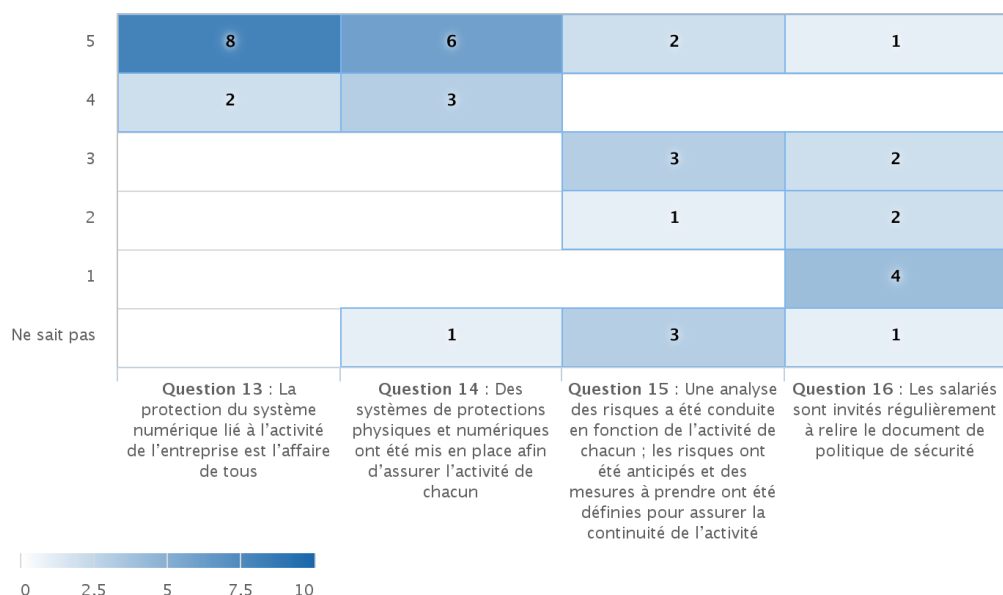 5 8 6 2 1
4 2 3
3 3 2
2 1 2
1 4
Ne sait pas 1 3 1
Question 13 : La
protection du système
numérique lié à l'activité
de l'entreprise est l'affaire
de tous
Question 14 : Des
systèmes de protections
physiques et numériques
ont été mis en place afin
d'assurer l'activité de
chacun
Question 15 : Une analyse
des risques a été conduite
en fonction de l'activité de
chacun ; les risques ont
été anticipés et des
mesures à prendre ont été
définies pour assurer la
continuité de l'activité
Question 16 : Les salariés
sont invités régulièrement
à relire le document de
politique de sécurité
0 2.5 5 7.5 10